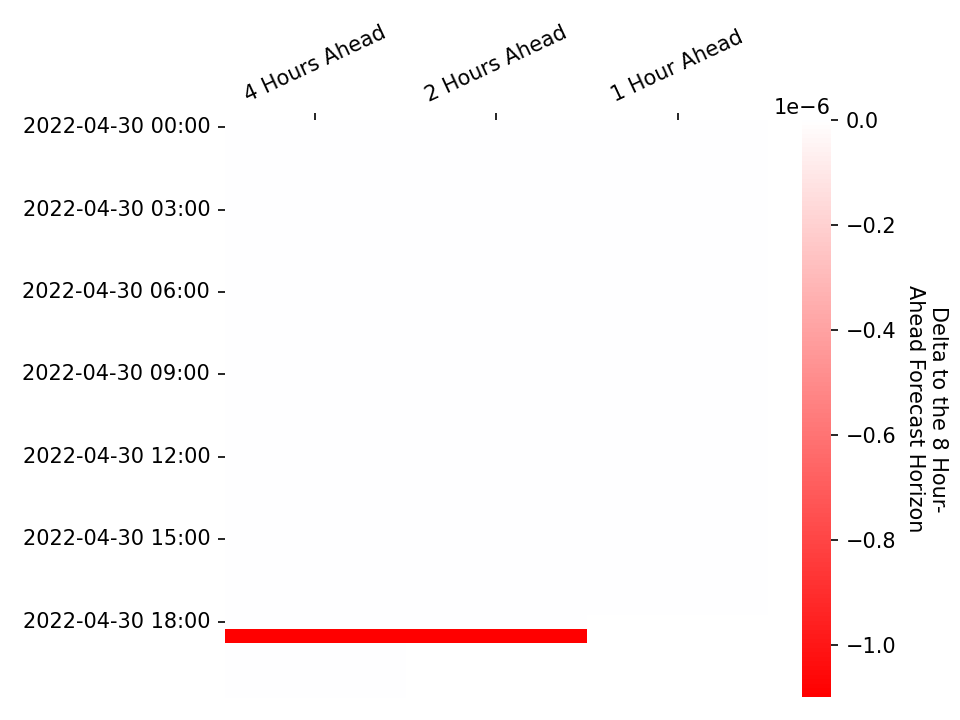 4 Hours Ahead
2 Hours Ahead
1 Hour Ahead
2022-04-30 00:00
2022-04-30 03:00
2022-04-30 06:00
2022-04-30 09:00
2022-04-30 12:00
2022-04-30 15:00
2022-04-30 18:00
1e−6
0.0
−0.2
−0.4
−0.6
−0.8
−1.0
Delta to the 8 Hour-
Ahead Forecast Horizon